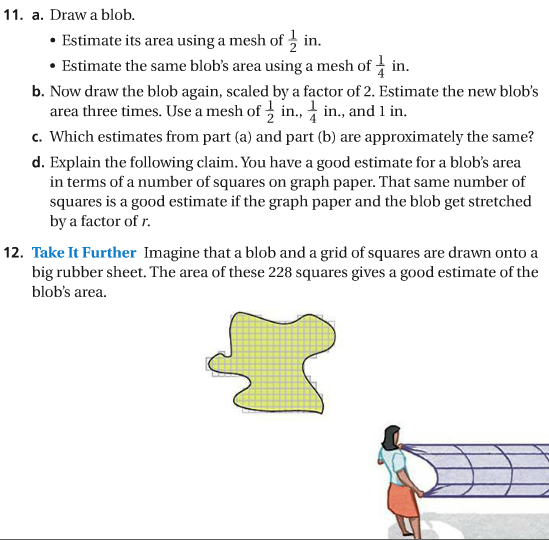 11. a. Draw a blob.
• Estimate its area using a mesh of 1/2 in.
• Estimate the same blob's area using a mesh of 1/4 in.
b. Now draw the blob again, scaled by a factor of 2. Estimate the new blob's
area three times. Use a mesh of 1/2 in., 1/4 in., and 1 in.
c. Which estimates from part (a) and part (b) are approximately the same?
d. Explain the following claim. You have a good estimate for a blob's area
in terms of a number of squares on graph paper. That same number of
squares is a good estimate if the graph paper and the blob get stretched
by a factor of r.
12. Take It Further Imagine that a blob and a grid of squares are drawn onto a
big rubber sheet. The area of these 228 squares gives a good estimate of the
blob's area.